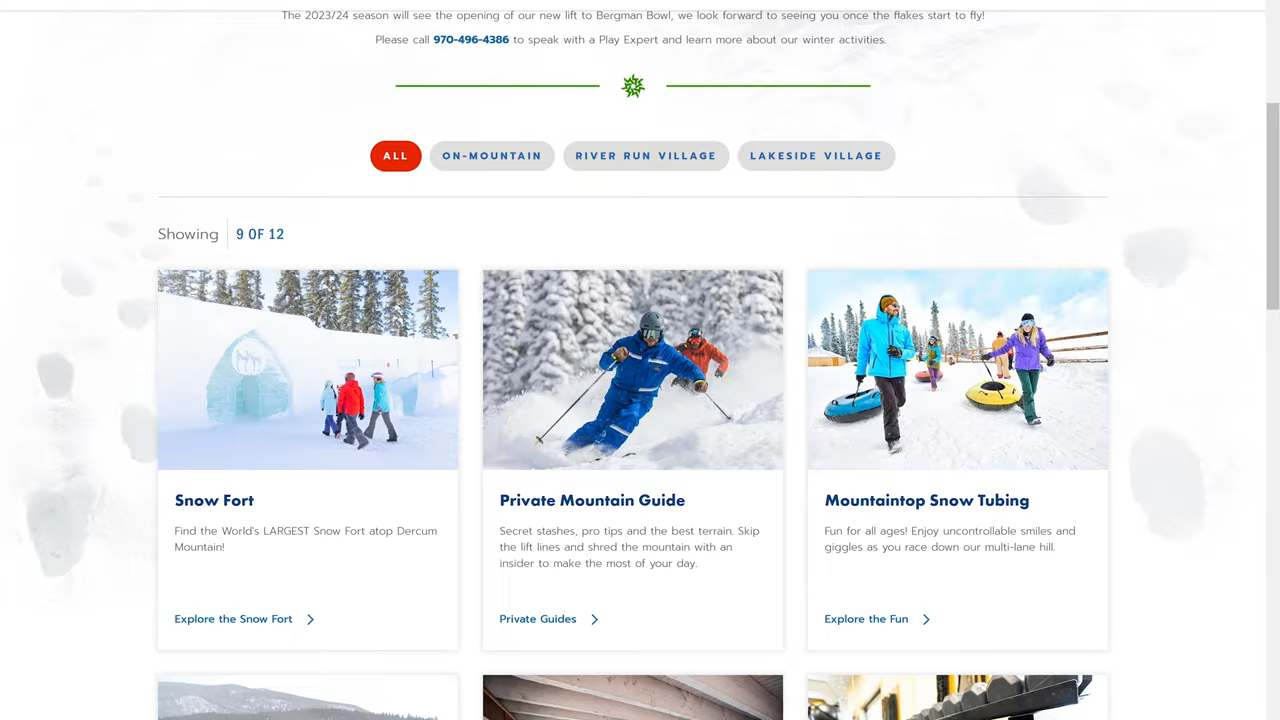 The 2023/24 season will see the opening of our new lift to Bergman Bowl, we look forward to seeing you once the flakes start to fly!
Please call 970-496-4386 to speak with a Play Expert and learn more about our winter activities.
ALL
ON-MOUNTAIN
RIVER RUN VILLAGE
LAKESIDE VILLAGE
Showing 9 OF 12
Snow Fort
Find the World's LARGEST Snow Fort atop Dercum
Mountain!
Explore the Snow Fort
Private Mountain Guide
Secret stashes, pro tips and the best terrain. Skip
the lift lines and shred the mountain with an
insider to make the most of your day.
Private Guides
Mountaintop Snow Tubing
Fun for all ages! Enjoy uncontrollable smiles and
giggles as you race down our multi-lane hill.
Explore the Fun